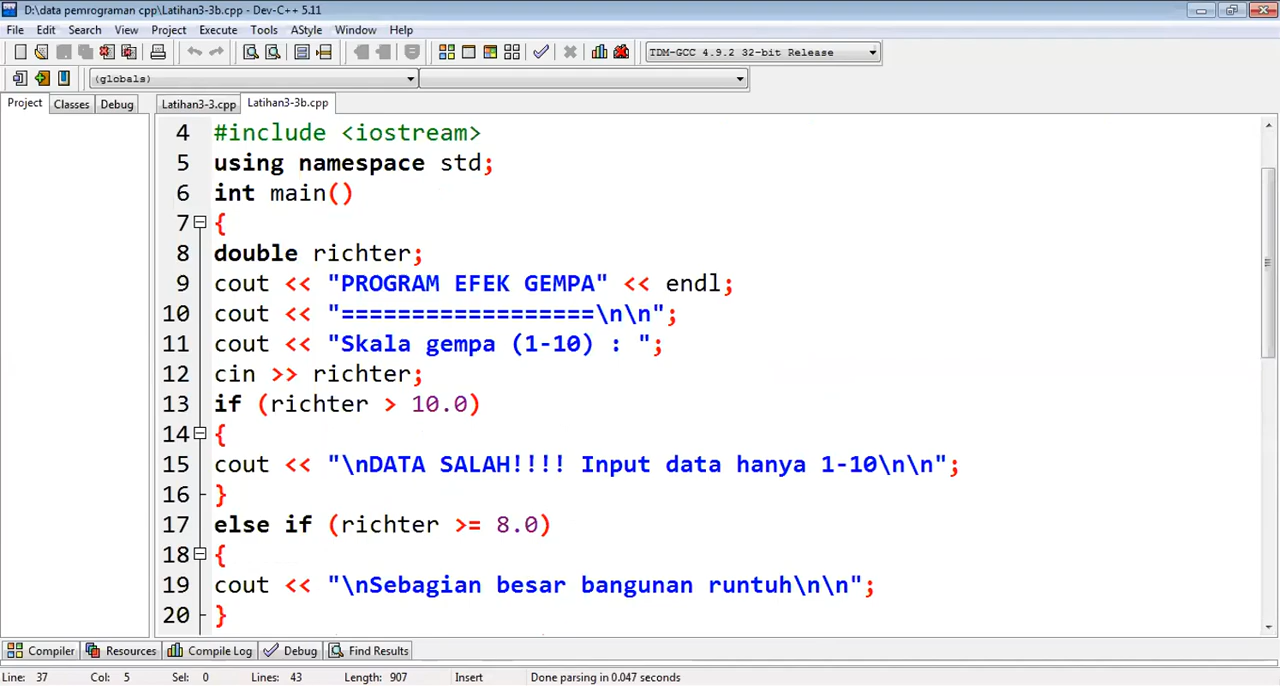 D:\data pemrograman cpp\Latihan3-3b.cpp - Dev-C++ 5.11
File Edit Search View Project Execute Tools AStyle Window Help
TDM-GCC 4.9.2 32-bit Release
(globals)
Project Classes Debug Latihan3-3.cpp Latihan3-3b.cpp
4 #include <iostream>
5 using namespace std;
6 int main()
7 {
8 double richter;
9 cout << "PROGRAM EFEK GEMPA" << endl;
10 cout << "==================\n\n";
11 cout << "Skala gempa (1-10) : ";
12 cin >> richter;
13 if (richter > 10.0)
14 {
15 cout << "\nDATA SALAH!!!! Input data hanya 1-10\n\n";
16 }
17 else if (richter >= 8.0)
18 {
19 cout << "\nSebagian besar bangunan runtuh\n\n";
20 }
Compiler Resources Compile Log Debug Find Results
Line: 37 Col: 5 Sel: 0 Lines: 43 Length: 907 Insert Done parsing in 0.047 seconds